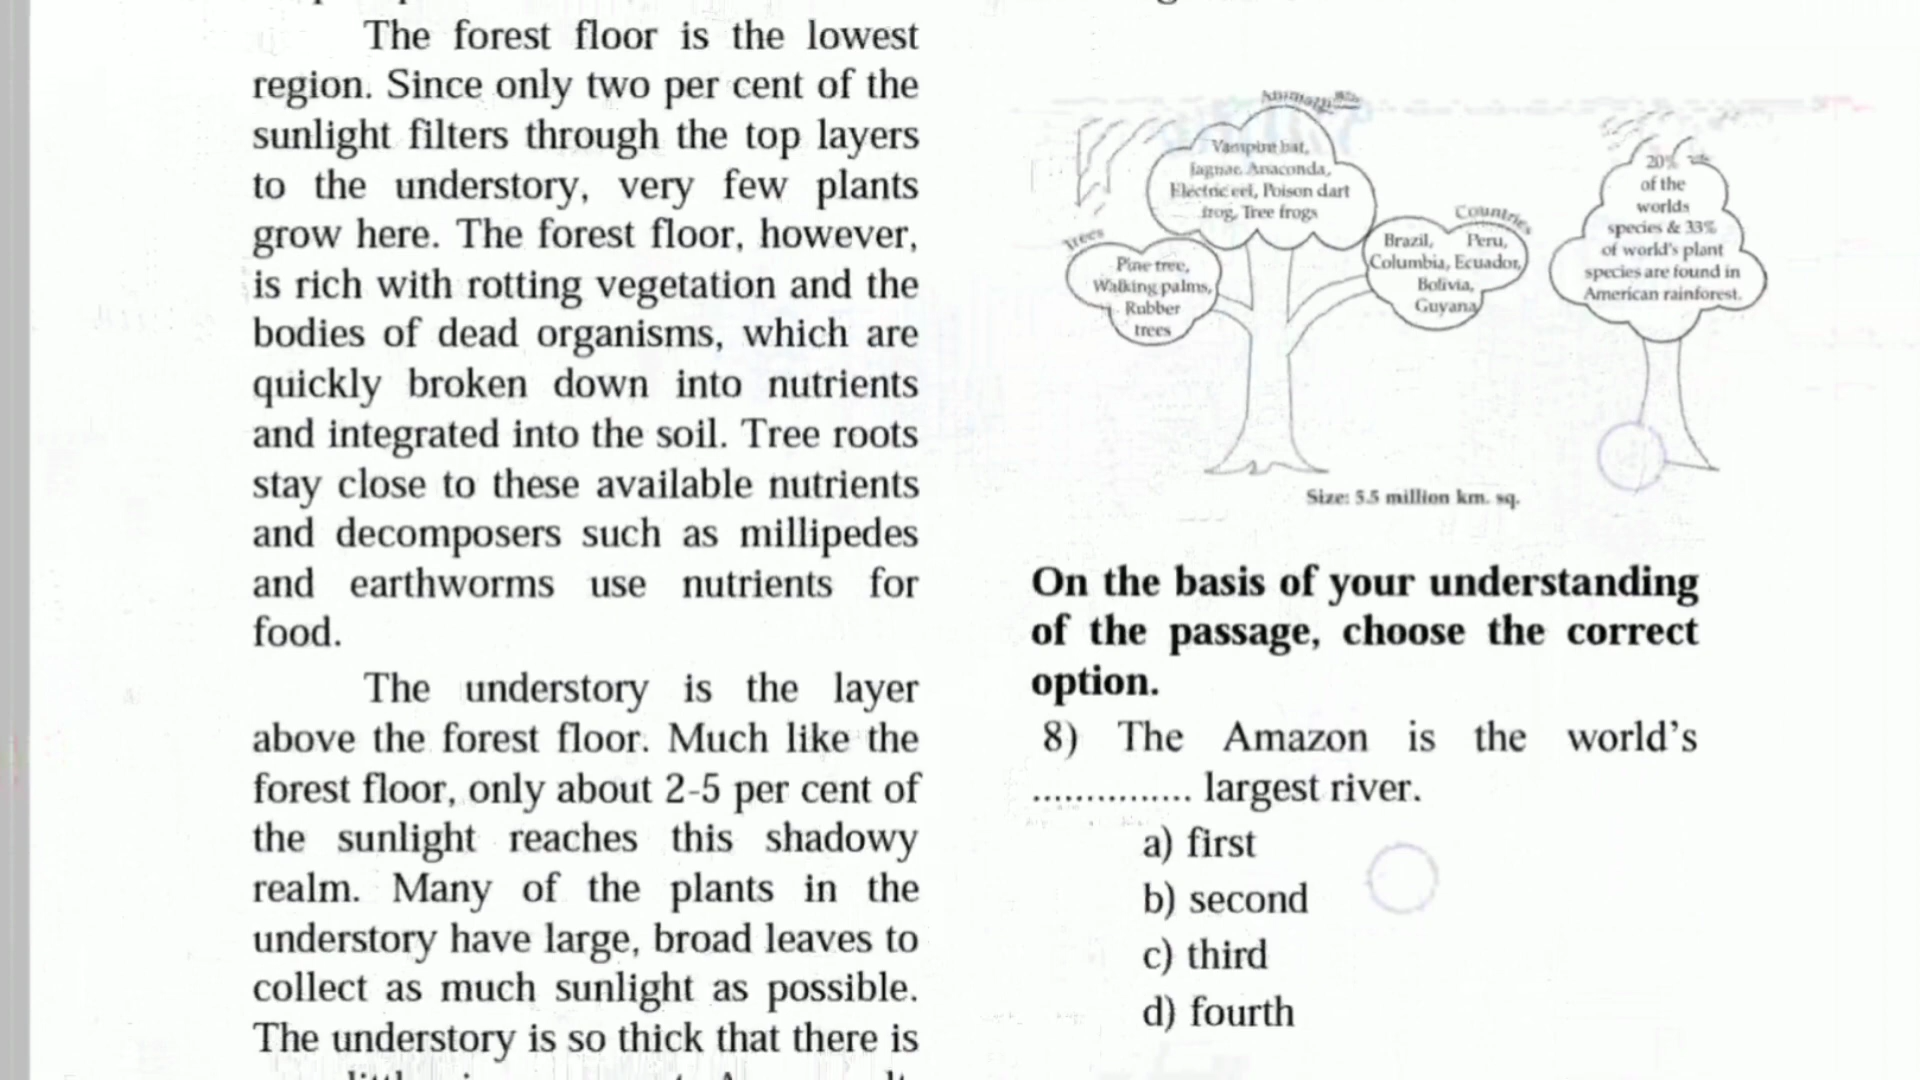 The forest floor is the lowest
region. Since only two per cent of the
sunlight filters through the top layers
to the understory, very few plants
grow here. The forest floor, however,
is rich with rotting vegetation and the
bodies of dead organisms, which are
quickly broken down into nutrients
and integrated into the soil. Tree roots
stay close to these available nutrients
and decomposers such as millipedes
and earthworms use nutrients for
food.
The understory is the layer
above the forest floor. Much like the
forest floor, only about 2-5 per cent of
the sunlight reaches this shadowy
realm. Many of the plants in the
understory have large, broad leaves to
collect as much sunlight as possible.
The understory is so thick that there is
Vampire bat,
Jaguar, Anaconda,
Electric eel, Poison dart
frog, Tree frogs
Trees
Pine tree,
Walking palms,
Rubber
trees
Countries
Brazil, Peru,
Columbia, Ecuador,
Bolivia,
Guyana
20%
of the
worlds
species & 33%
of world's plant
species are found in
American rainforest.
Size: 5.5 million km. sq.
On the basis of your understanding
of the passage, choose the correct
option.
8) The Amazon is the world's
............... largest river.
a) first
b) second
c) third
d) fourth